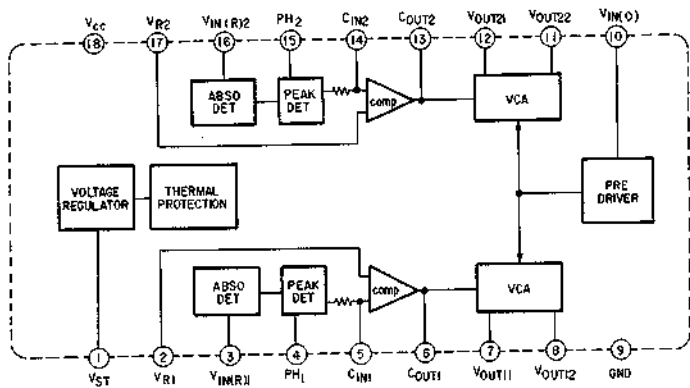 VCC VR2 VIN(R)2 PH2 CIN2 COUT2 VOUT21 VOUT22 VIN(O)
18 17 16 15 14 13 12 11 10
ABSO DET
PEAK DET
comp
VCA
VOLTAGE REGULATOR
THERMAL PROTECTION
PRE DRIVER
ABSO DET
PEAK DET
comp
VCA
1 2 3 4 5 6 7 8 9
VST VR1 VIN(R)1 PH1 CIN1 COUT1 VOUT11 VOUT12 GND